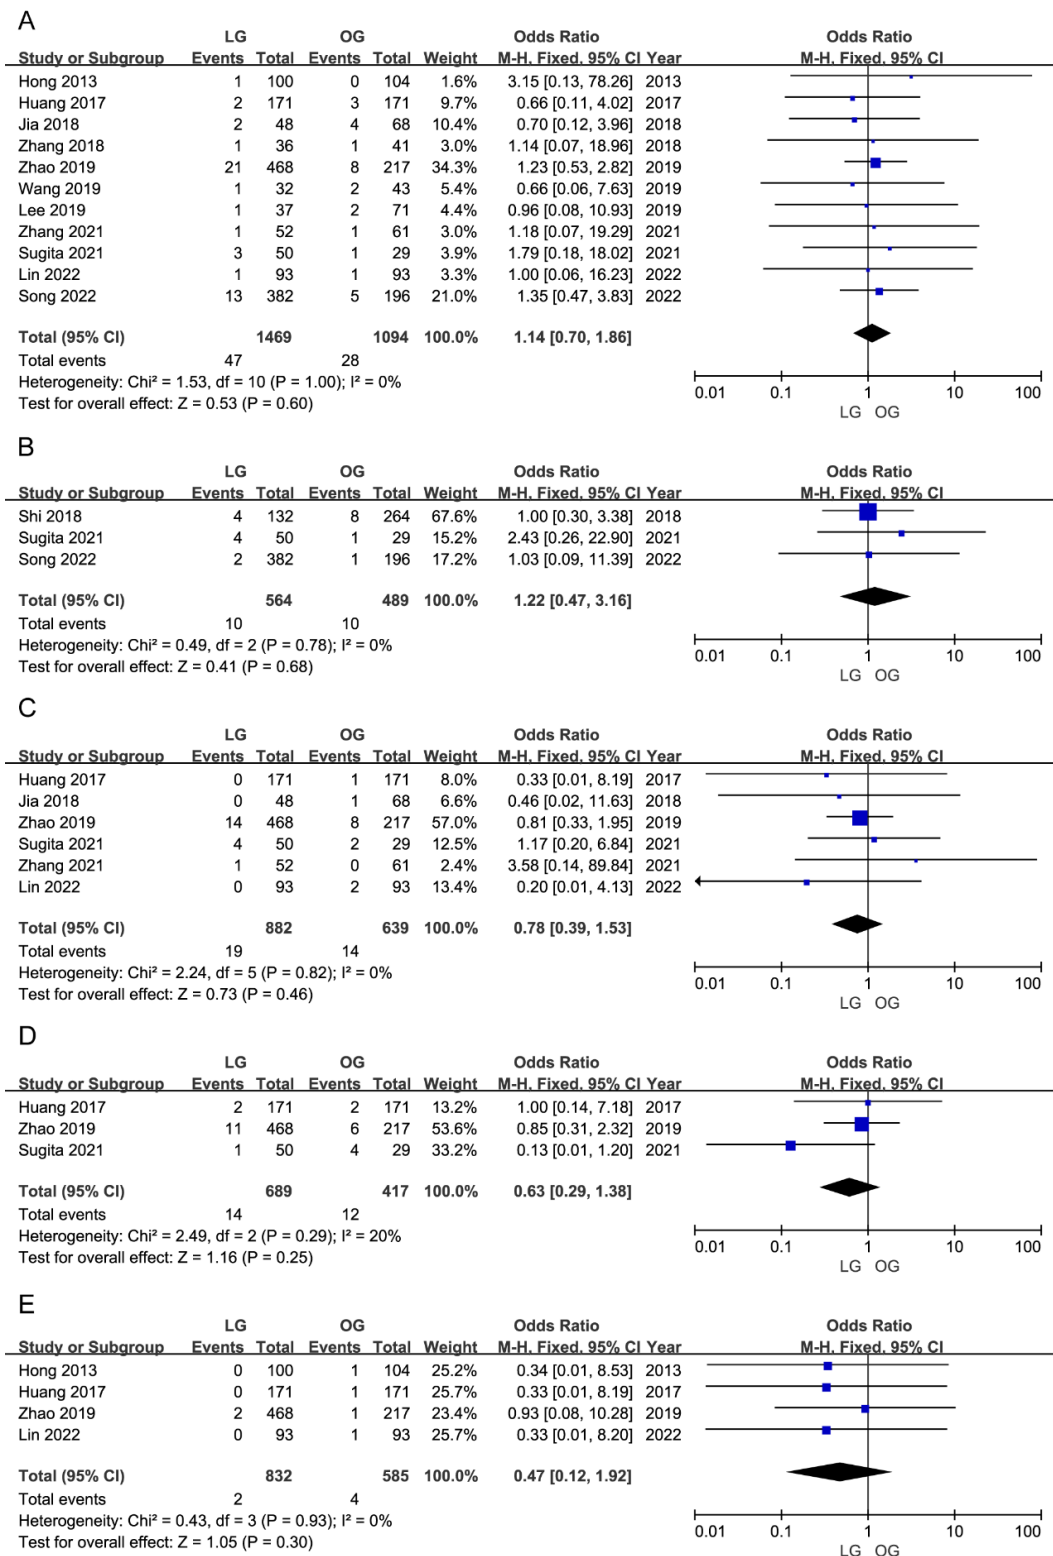 A
LG OG Odds Ratio Odds Ratio
Study or Subgroup Events Total Events Total Weight M-H, Fixed, 95% CI Year M-H, Fixed, 95% CI
Hong 2013 1 100 0 104 1.6% 3.15 [0.13, 78.26] 2013
Huang 2017 2 171 3 171 9.7% 0.66 [0.11, 4.02] 2017
Jia 2018 2 48 4 68 10.4% 0.70 [0.12, 3.96] 2018
Zhang 2018 1 36 1 41 3.0% 1.14 [0.07, 18.96] 2018
Zhao 2019 21 468 8 217 34.3% 1.23 [0.53, 2.82] 2019
Wang 2019 1 32 2 43 5.4% 0.66 [0.06, 7.63] 2019
Lee 2019 1 37 2 71 4.4% 0.96 [0.08, 10.93] 2019
Zhang 2021 1 52 1 61 3.0% 1.18 [0.07, 19.29] 2021
Sugita 2021 3 50 1 29 3.9% 1.79 [0.18, 18.02] 2021
Lin 2022 1 93 1 93 3.3% 1.00 [0.06, 16.23] 2022
Song 2022 13 382 5 196 21.0% 1.35 [0.47, 3.83] 2022
Total (95% CI) 1469 1094 100.0% 1.14 [0.70, 1.86]
Total events 47 28
Heterogeneity: Chi² = 1.53, df = 10 (P = 1.00); I² = 0%
Test for overall effect: Z = 0.53 (P = 0.60)
0.01 0.1 1 10 100
LG OG
B
LG OG Odds Ratio Odds Ratio
Study or Subgroup Events Total Events Total Weight M-H, Fixed, 95% CI Year M-H, Fixed, 95% CI
Shi 2018 4 132 8 264 67.6% 1.00 [0.30, 3.38] 2018
Sugita 2021 4 50 1 29 15.2% 2.43 [0.26, 22.90] 2021
Song 2022 2 382 1 196 17.2% 1.03 [0.09, 11.39] 2022
Total (95% CI) 564 489 100.0% 1.22 [0.47, 3.16]
Total events 10 10
Heterogeneity: Chi² = 0.49, df = 2 (P = 0.78); I² = 0%
Test for overall effect: Z = 0.41 (P = 0.68)
0.01 0.1 1 10 100
LG OG
C
LG OG Odds Ratio Odds Ratio
Study or Subgroup Events Total Events Total Weight M-H, Fixed, 95% CI Year M-H, Fixed, 95% CI
Huang 2017 0 171 1 171 8.0% 0.33 [0.01, 8.19] 2017
Jia 2018 0 48 1 68 6.6% 0.46 [0.02, 11.63] 2018
Zhao 2019 14 468 8 217 57.0% 0.81 [0.33, 1.95] 2019
Sugita 2021 4 50 2 29 12.5% 1.17 [0.20, 6.84] 2021
Zhang 2021 1 52 0 61 2.4% 3.58 [0.14, 89.84] 2021
Lin 2022 0 93 2 93 13.4% 0.20 [0.01, 4.13] 2022
Total (95% CI) 882 639 100.0% 0.78 [0.39, 1.53]
Total events 19 14
Heterogeneity: Chi² = 2.24, df = 5 (P = 0.82); I² = 0%
Test for overall effect: Z = 0.73 (P = 0.46)
0.01 0.1 1 10 100
LG OG
D
LG OG Odds Ratio Odds Ratio
Study or Subgroup Events Total Events Total Weight M-H, Fixed, 95% CI Year M-H, Fixed, 95% CI
Huang 2017 2 171 2 171 13.2% 1.00 [0.14, 7.18] 2017
Zhao 2019 11 468 6 217 53.6% 0.85 [0.31, 2.32] 2019
Sugita 2021 1 50 4 29 33.2% 0.13 [0.01, 1.20] 2021
Total (95% CI) 689 417 100.0% 0.63 [0.29, 1.38]
Total events 14 12
Heterogeneity: Chi² = 2.49, df = 2 (P = 0.29); I² = 20%
Test for overall effect: Z = 1.16 (P = 0.25)
0.01 0.1 1 10 100
LG OG
E
LG OG Odds Ratio Odds Ratio
Study or Subgroup Events Total Events Total Weight M-H, Fixed, 95% CI Year M-H, Fixed, 95% CI
Hong 2013 0 100 1 104 25.2% 0.34 [0.01, 8.53] 2013
Huang 2017 0 171 1 171 25.7% 0.33 [0.01, 8.19] 2017
Zhao 2019 2 468 1 217 23.4% 0.93 [0.08, 10.28] 2019
Lin 2022 0 93 1 93 25.7% 0.33 [0.01, 8.20] 2022
Total (95% CI) 832 585 100.0% 0.47 [0.12, 1.92]
Total events 2 4
Heterogeneity: Chi² = 0.43, df = 3 (P = 0.93); I² = 0%
Test for overall effect: Z = 1.05 (P = 0.30)
0.01 0.1 1 10 100
LG OG